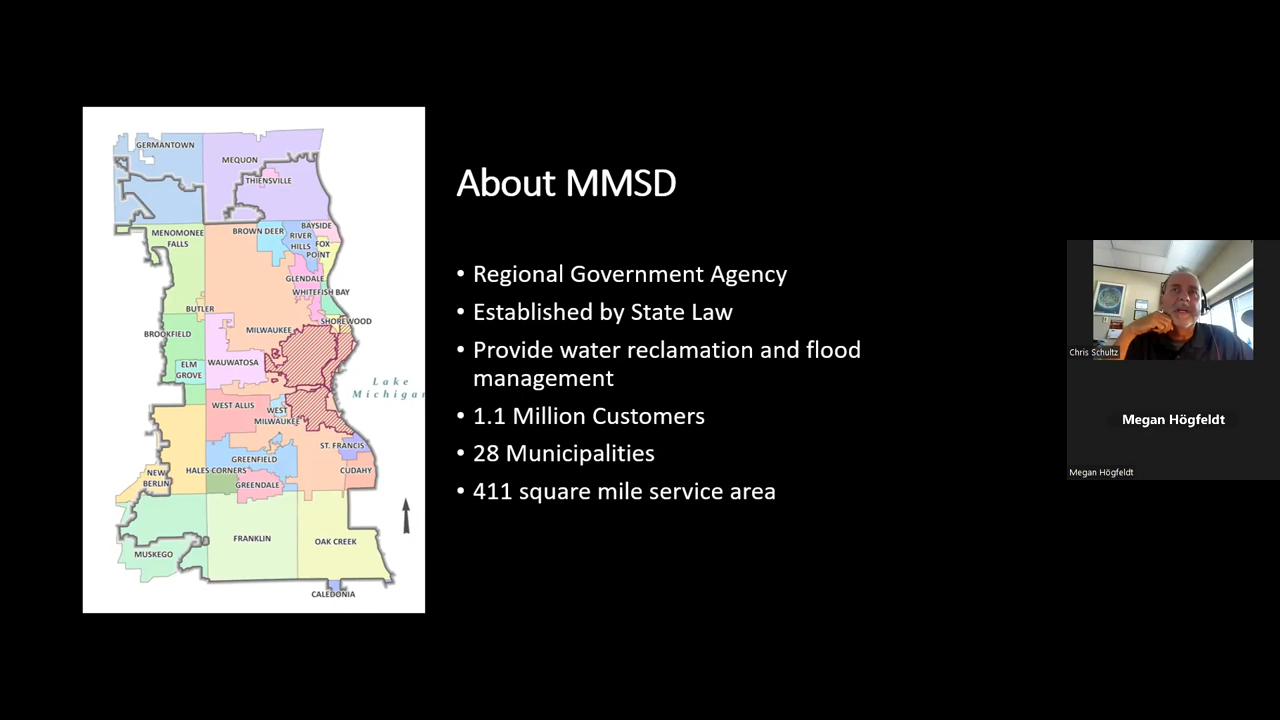 About MMSD
• Regional Government Agency
• Established by State Law
• Provide water reclamation and flood
management
• 1.1 Million Customers
• 28 Municipalities
• 411 square mile service area
GERMANTOWN
MEQUON
THIENSVILLE
MENOMONEE
FALLS
BROWN DEER
BAYSIDE
RIVER
HILLS
FOX
POINT
GLENDALE
WHITEFISH BAY
BUTLER
SHOREWOOD
BROOKFIELD
MILWAUKEE
ELM
GROVE
WAUWATOSA
Lake
Michigan
WEST ALLIS
WEST
MILWAUKEE
ST. FRANCIS
GREENFIELD
HALES CORNERS
CUDAHY
NEW
BERLIN
GREENDALE
FRANKLIN
OAK CREEK
MUSKEGO
CALEDONIA
Chris Schultz
Megan Högfeldt
Megan Högfeldt